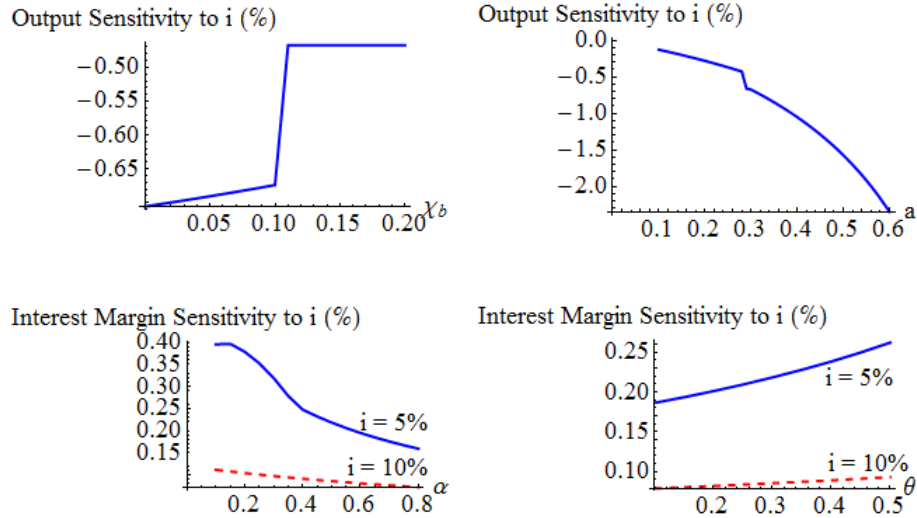 Output Sensitivity to i (%)
−0.50
−0.55
−0.60
−0.65
0.05 0.10 0.15 0.20 χb
Output Sensitivity to i (%)
0.0
−0.5
−1.0
−1.5
−2.0
0.1 0.2 0.3 0.4 0.5 0.6 a
Interest Margin Sensitivity to i (%)
0.40
0.35
0.30
0.25
0.20
0.15
i = 5%
i = 10%
0.2 0.4 0.6 0.8 α
Interest Margin Sensitivity to i (%)
0.25
0.20
0.15
0.10
i = 5%
i = 10%
0.2 0.3 0.4 0.5 θ